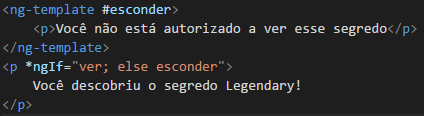 <ng-template #esconder>
<p>Você não está autorizado a ver esse segredo</p>
</ng-template>
<p *ngIf="ver; else esconder">
Você descobriu o segredo Legendary!
</p>